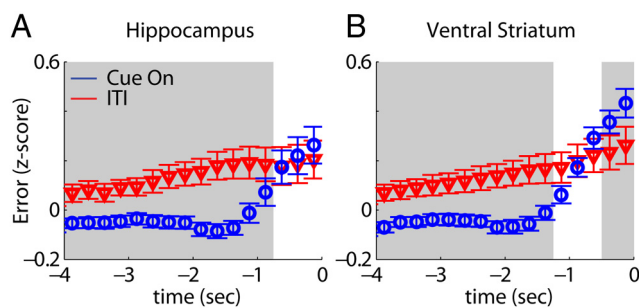 A
Hippocampus
B
Ventral Striatum
0.6
Cue On
ITI
0
−0.2
Error (z-score)
−4
−3
−2
−1
0
time (sec)
0.6
0
−0.2
−4
−3
−2
−1
0
time (sec)